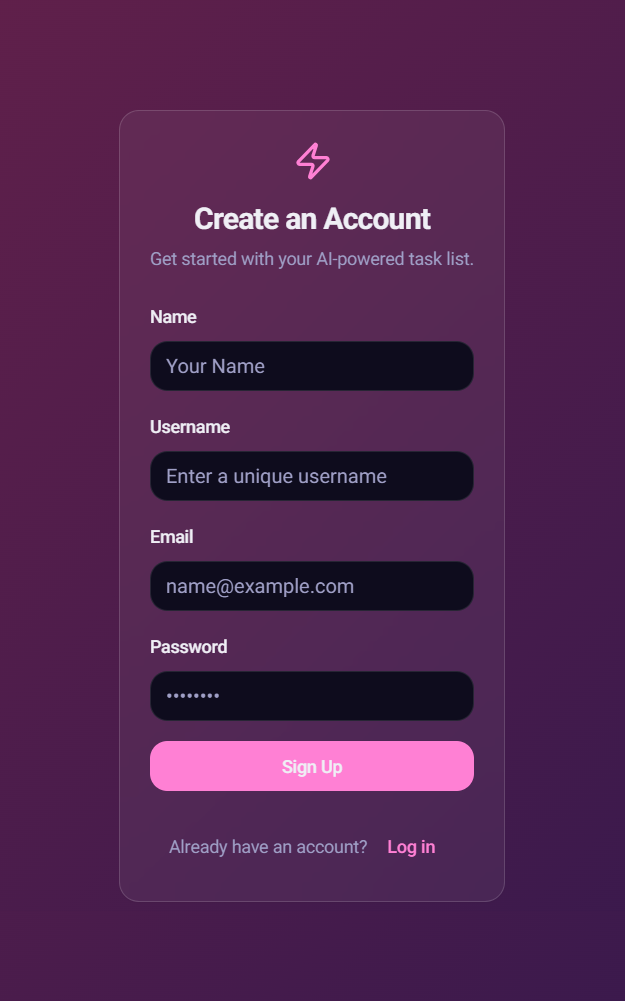 Create an Account
Get started with your AI-powered task list.
Name
Your Name
Username
Enter a unique username
Email
name@example.com
Password
••••••••
Sign Up
Already have an account? Log in